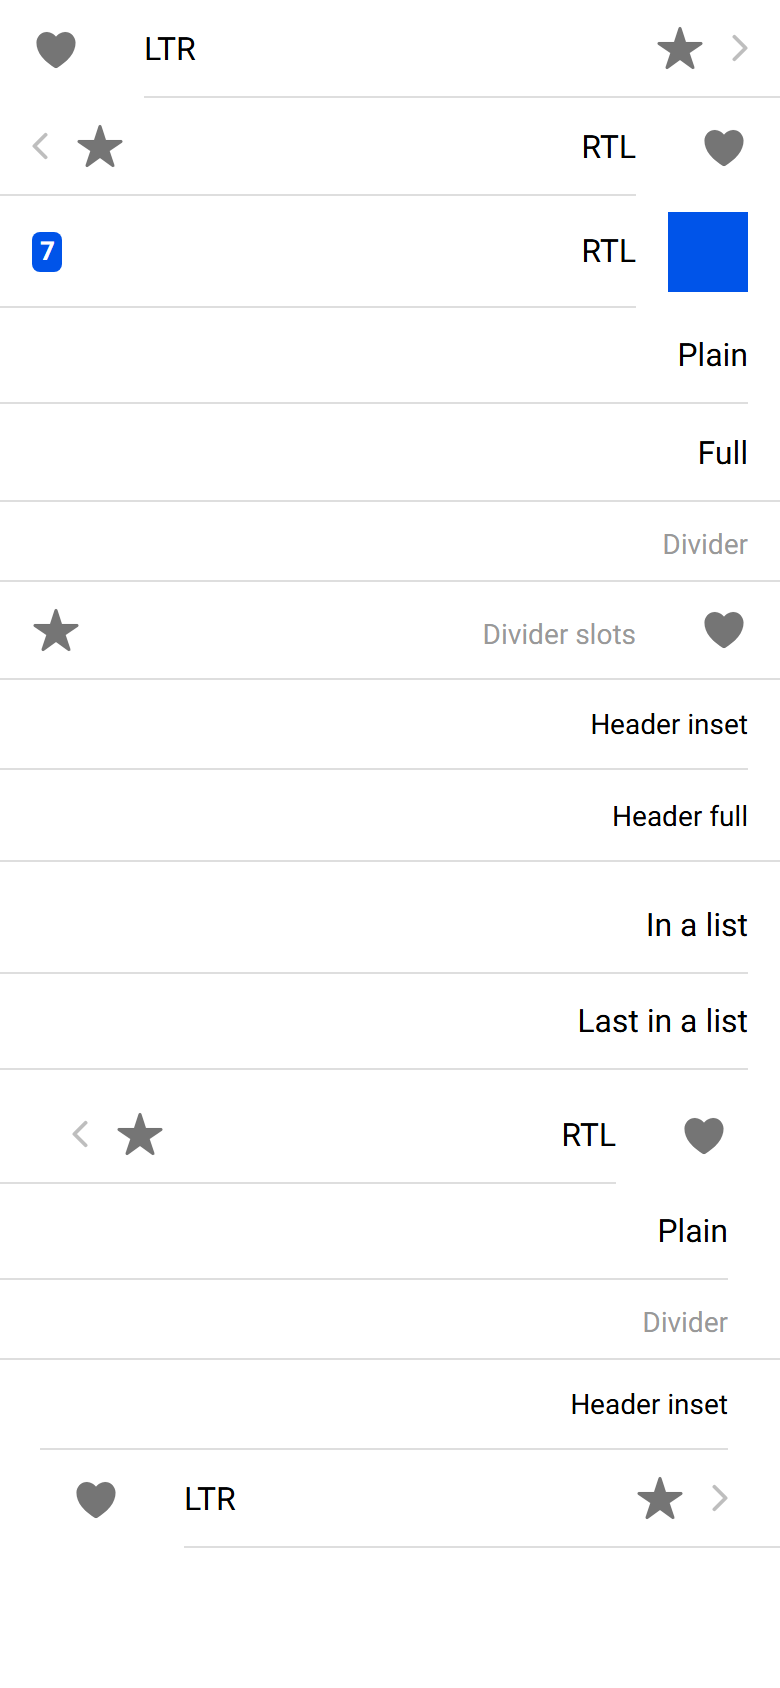 LTR
RTL
7 RTL
Plain
Full
Divider
Divider slots
Header inset
Header full
In a list
Last in a list
RTL
Plain
Divider
Header inset
LTR